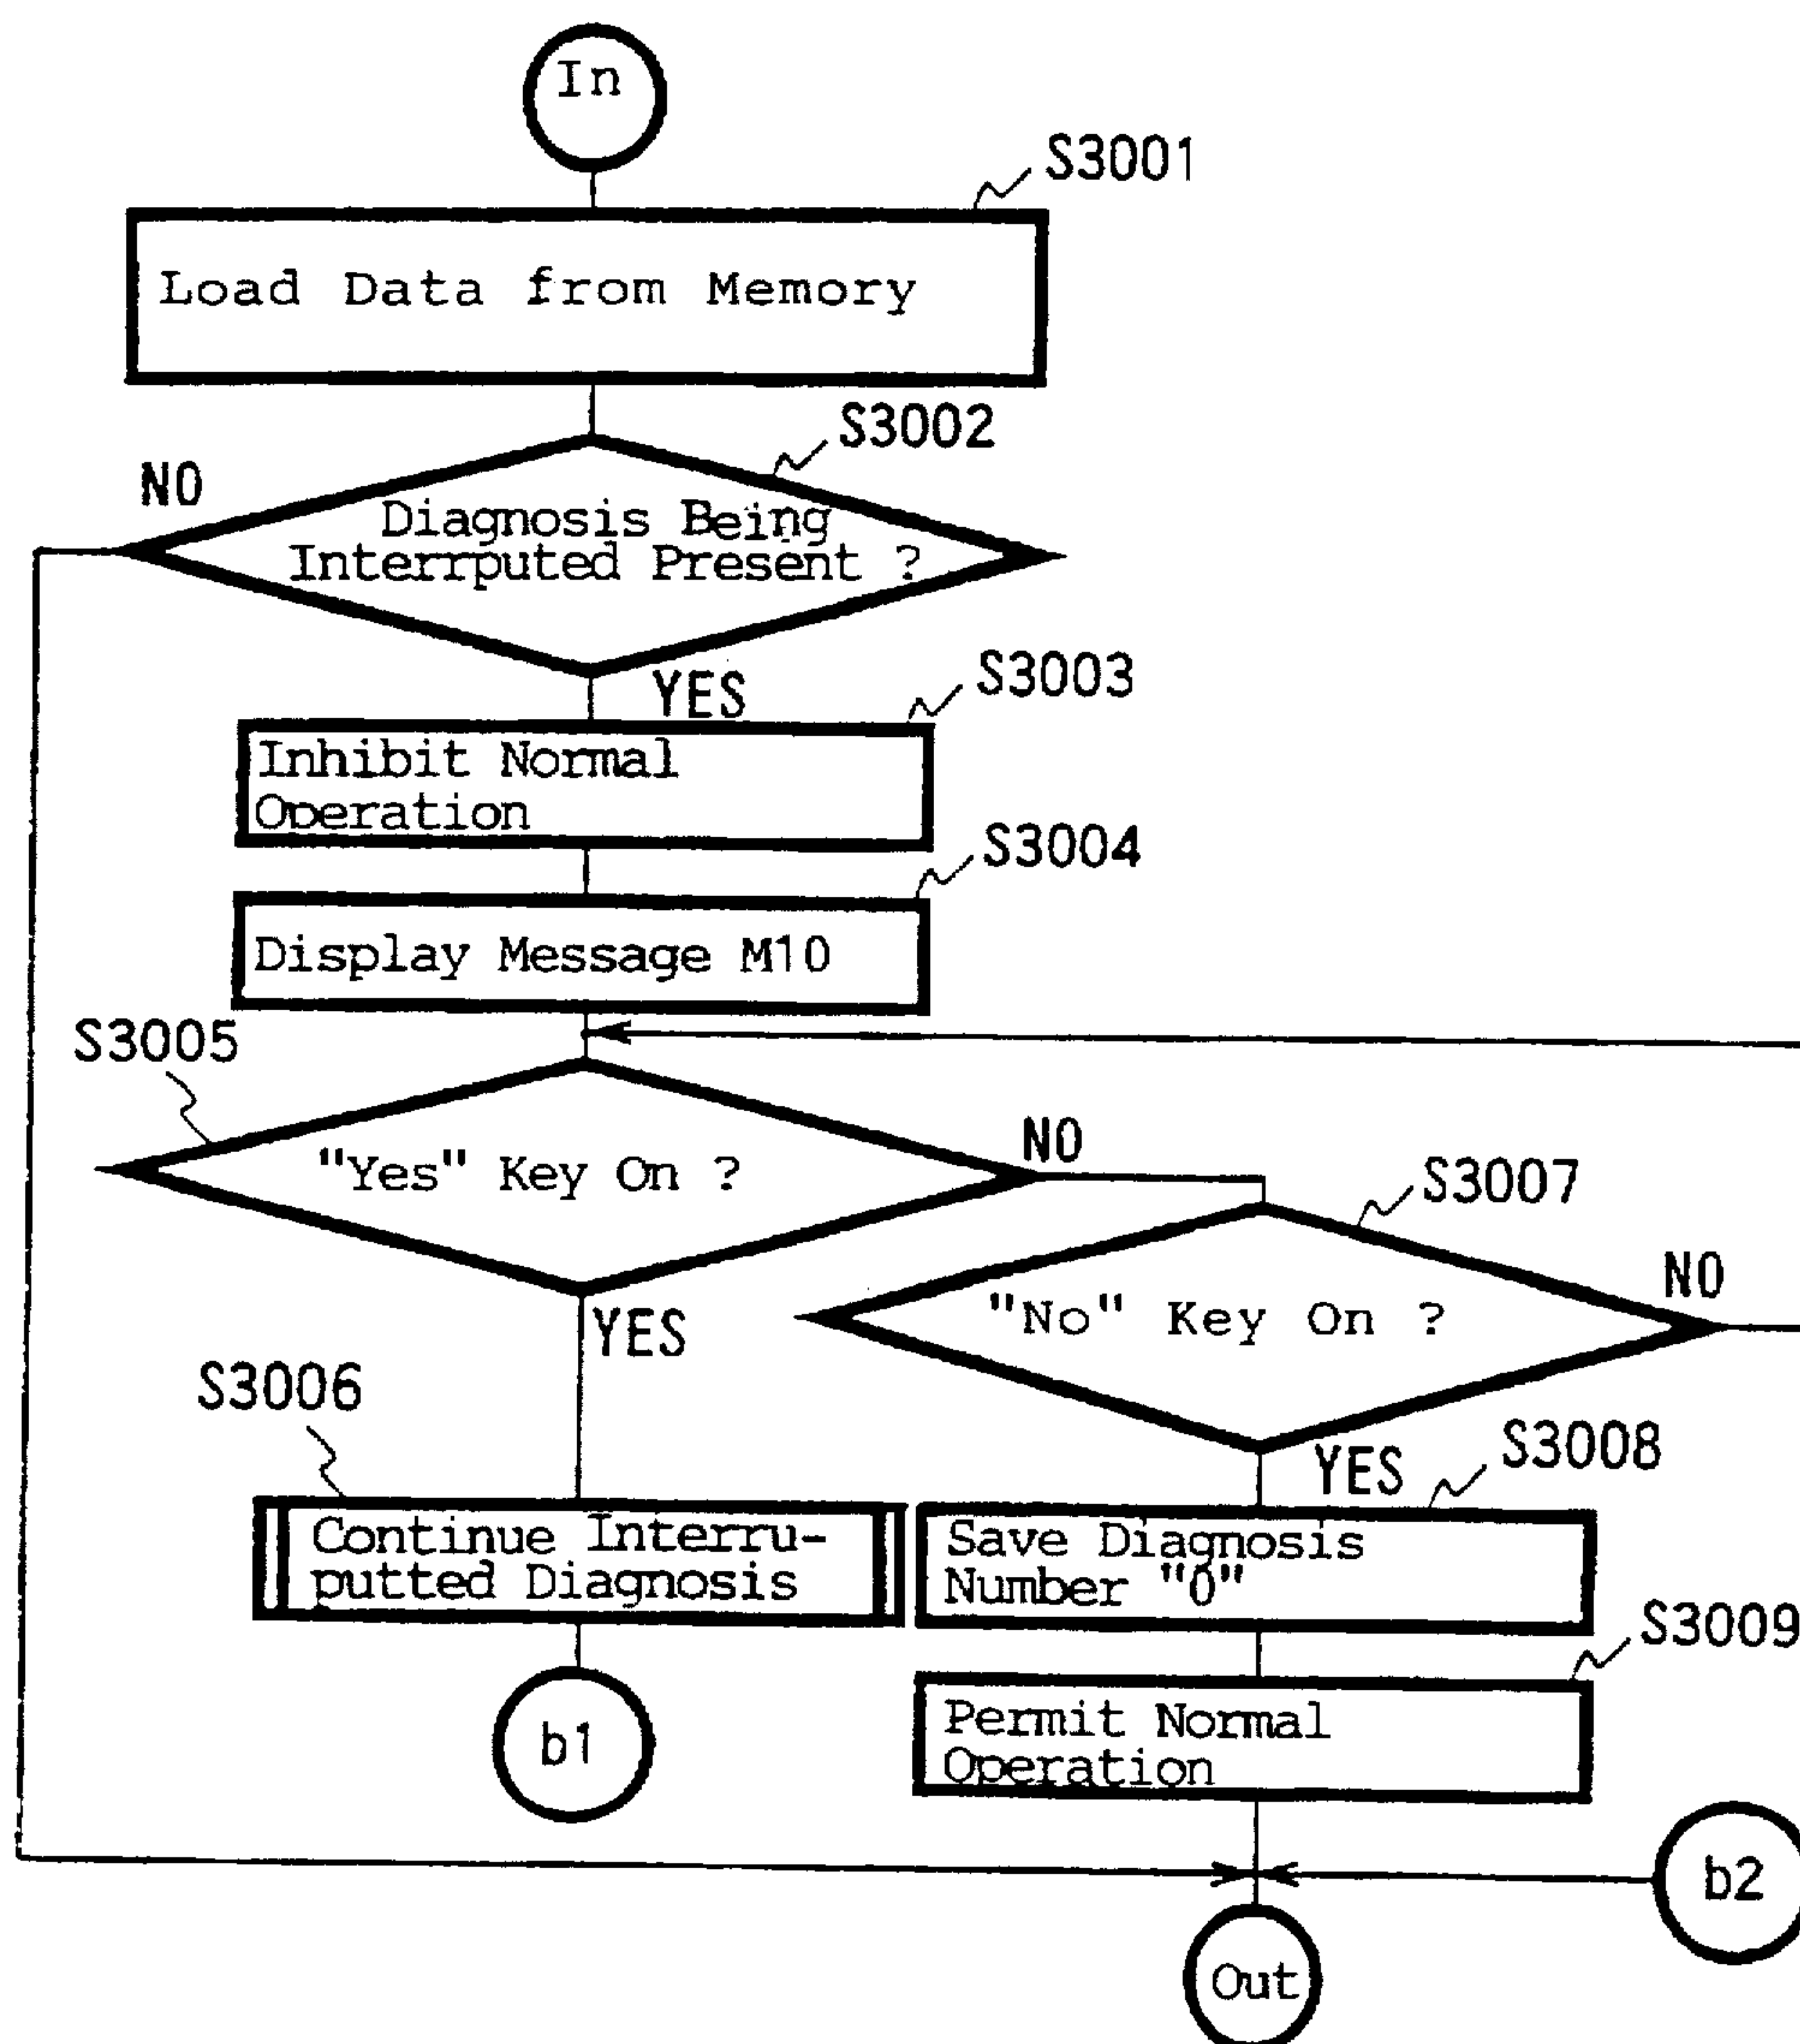 In
S3001
Load Data from Memory
S3002
NO
Diagnosis Being
Interrputed Present ?
YES
S3003
Inhibit Normal
Operation
S3004
Display Message M10
S3005
"Yes" Key On ?
NO
S3007
"No" Key On ?
NO
YES
S3006
YES
S3008
Continue Interru-
putted Diagnosis
Save Diagnosis
Number "0"
S3009
Permit Normal
Operation
b1
b2
Out